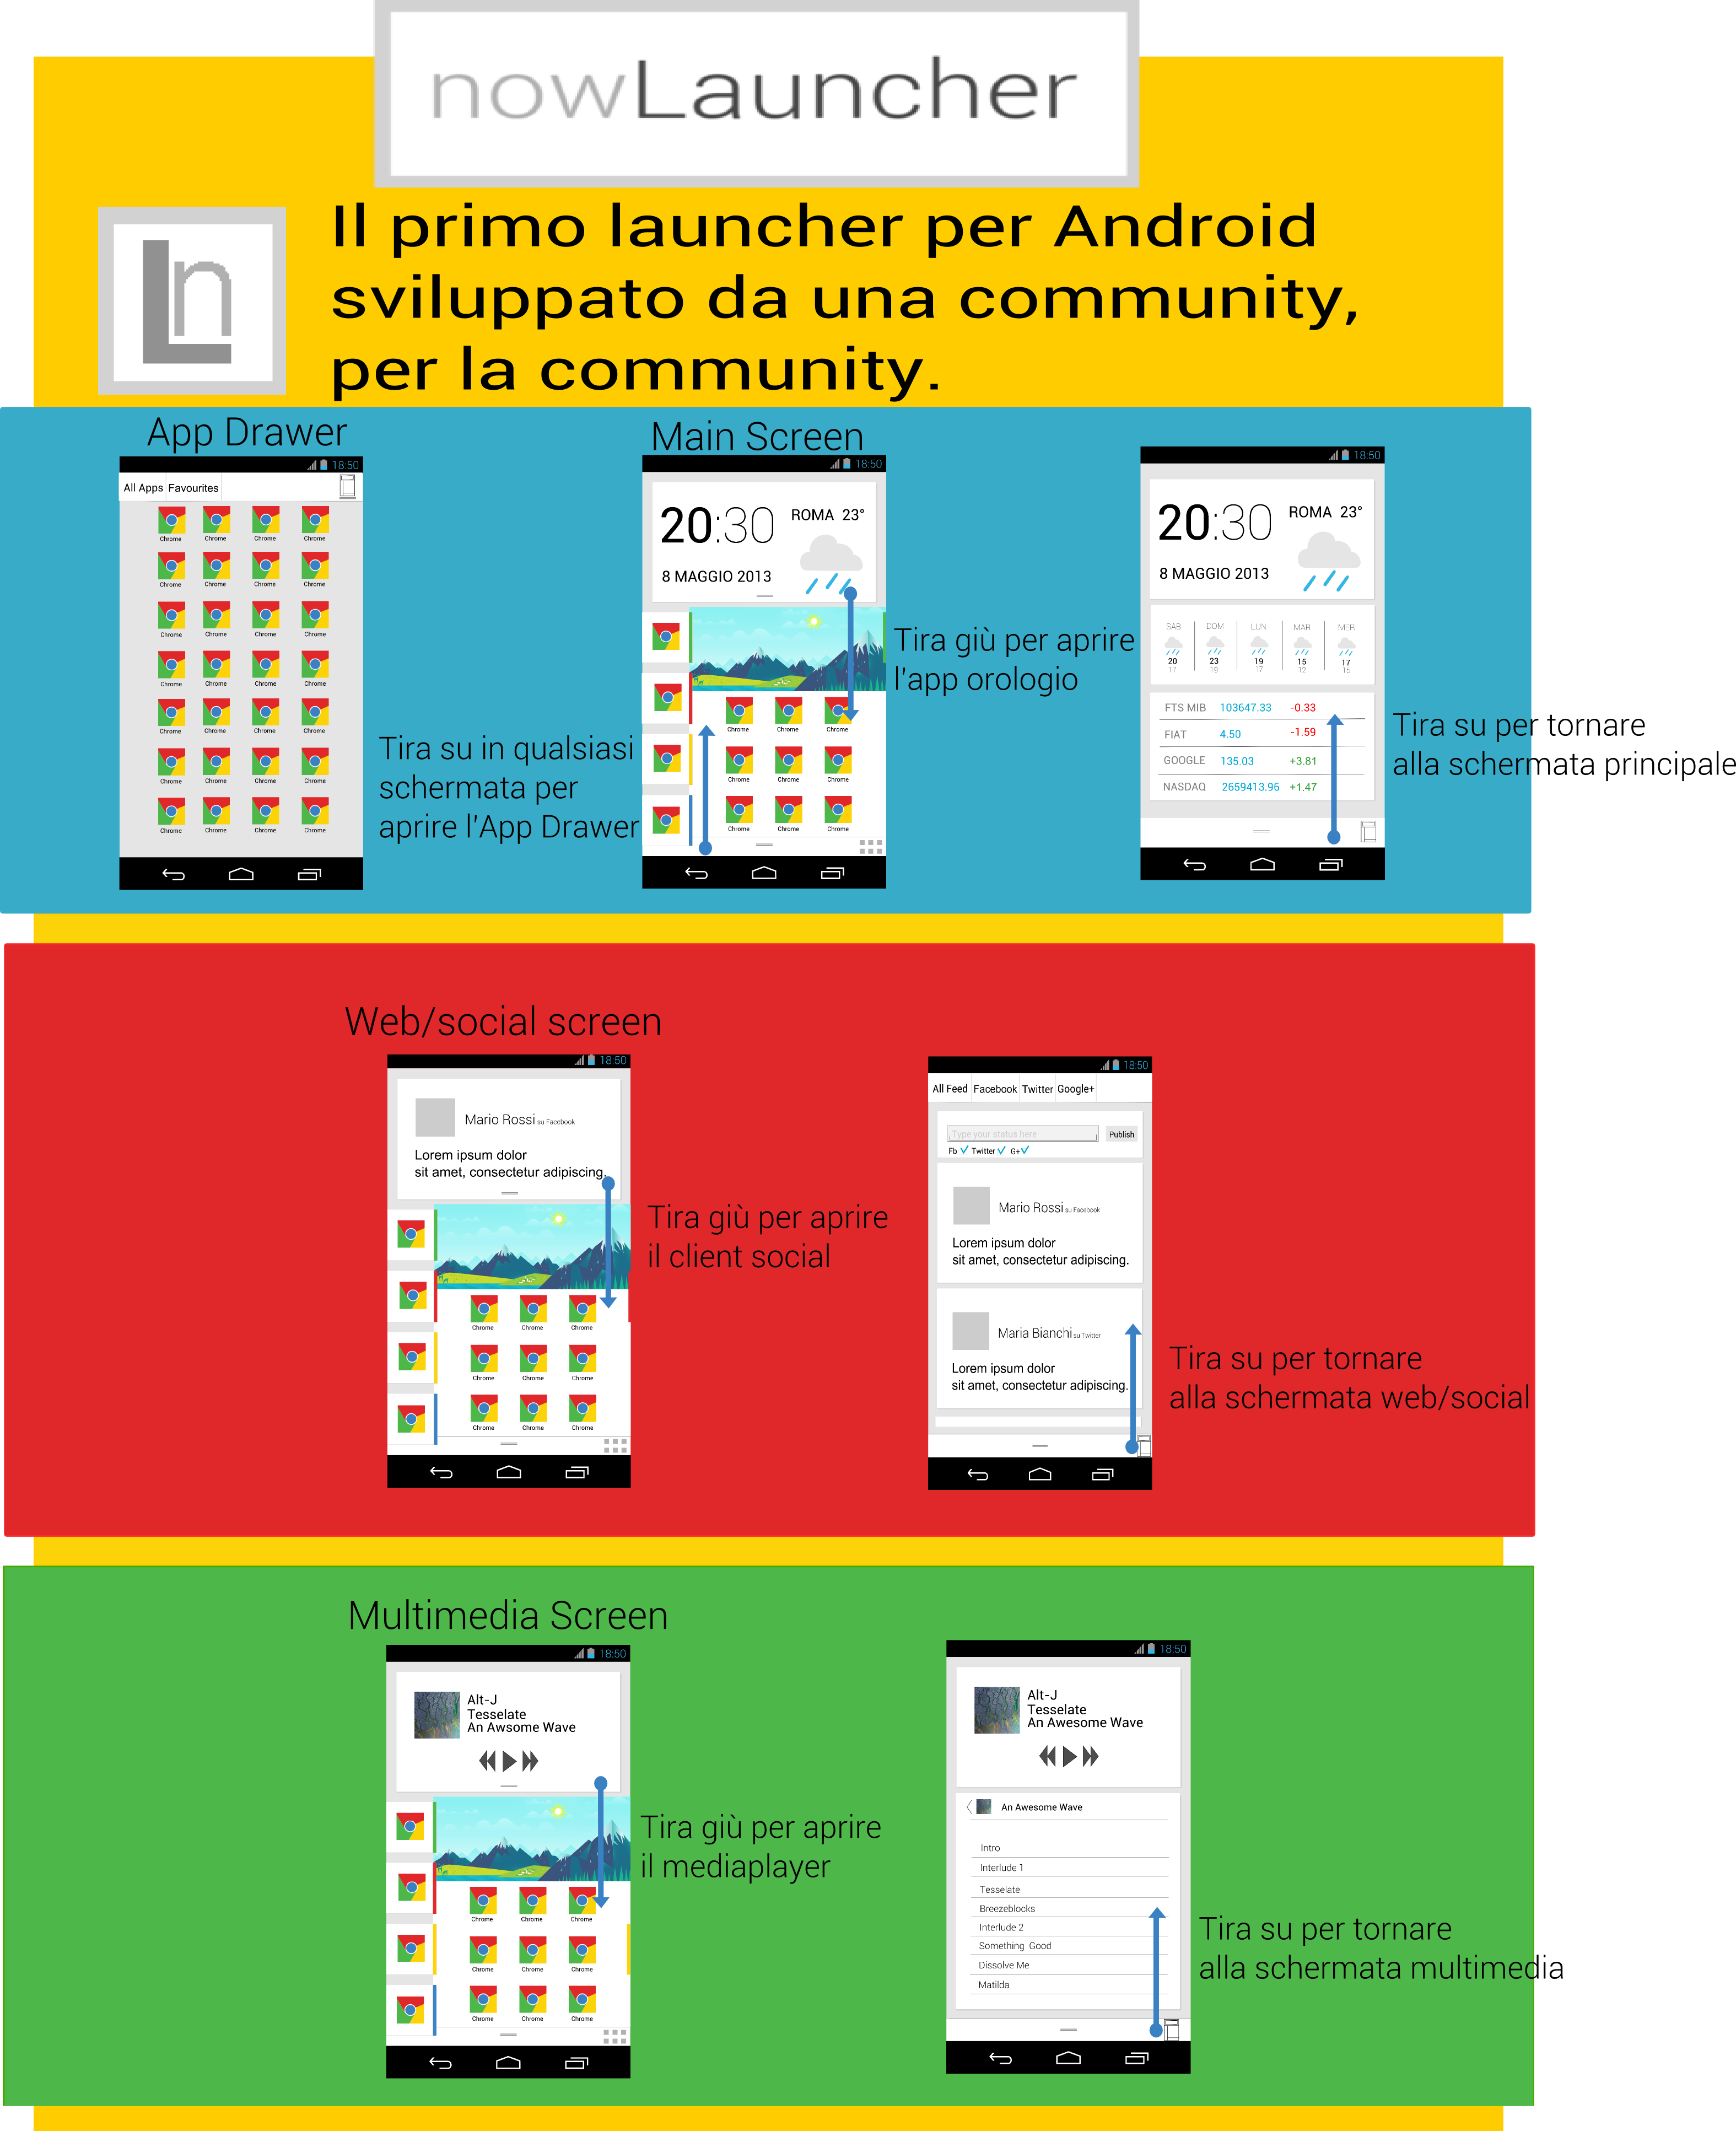 nowLauncher
Ln
Il primo launcher per Android
sviluppato da una community,
per la community.
App Drawer
18:50
All Apps Favourites
Chrome Chrome Chrome Chrome
Chrome Chrome Chrome Chrome
Chrome Chrome Chrome Chrome
Chrome Chrome Chrome Chrome
Chrome Chrome Chrome Chrome
Chrome Chrome Chrome Chrome
Chrome Chrome Chrome Chrome
Tira su in qualsiasi
schermata per
aprire l'App Drawer
Main Screen
18:50
20:30
ROMA 23°
8 MAGGIO 2013
Chrome Chrome Chrome
Chrome Chrome Chrome
Chrome Chrome Chrome
Tira giù per aprire
l'app orologio
18:50
20:30
ROMA 23°
8 MAGGIO 2013
SAB DOM LUN MAR MER
20 23 19 15 17
17 19 17 12 15
FTS MIB 103647.33 -0.33
FIAT 4.50 -1.59
GOOGLE 135.03 +3.81
NASDAQ 2659413.96 +1.47
Tira su per tornare
alla schermata principale
Web/social screen
18:50
Mario Rossi su Facebook
Lorem ipsum dolor
sit amet, consectetur adipiscing.
Chrome Chrome Chrome
Chrome Chrome Chrome
Chrome Chrome Chrome
Tira giù per aprire
il client social
18:50
All Feed Facebook Twitter Google+
Type your status here
Publish
Fb Twitter G+
Mario Rossi su Facebook
Lorem ipsum dolor
sit amet, consectetur adipiscing.
Maria Bianchi su Twitter
Lorem ipsum dolor
sit amet, consectetur adipiscing.
Tira su per tornare
alla schermata web/social
Multimedia Screen
18:50
Alt-J
Tesselate
An Awsome Wave
Chrome Chrome Chrome
Chrome Chrome Chrome
Chrome Chrome Chrome
Tira giù per aprire
il mediaplayer
18:50
Alt-J
Tesselate
An Awesome Wave
An Awesome Wave
Intro
Interlude 1
Tesselate
Breezeblocks
Interlude 2
Something Good
Dissolve Me
Matilda
Tira su per tornare
alla schermata multimedia